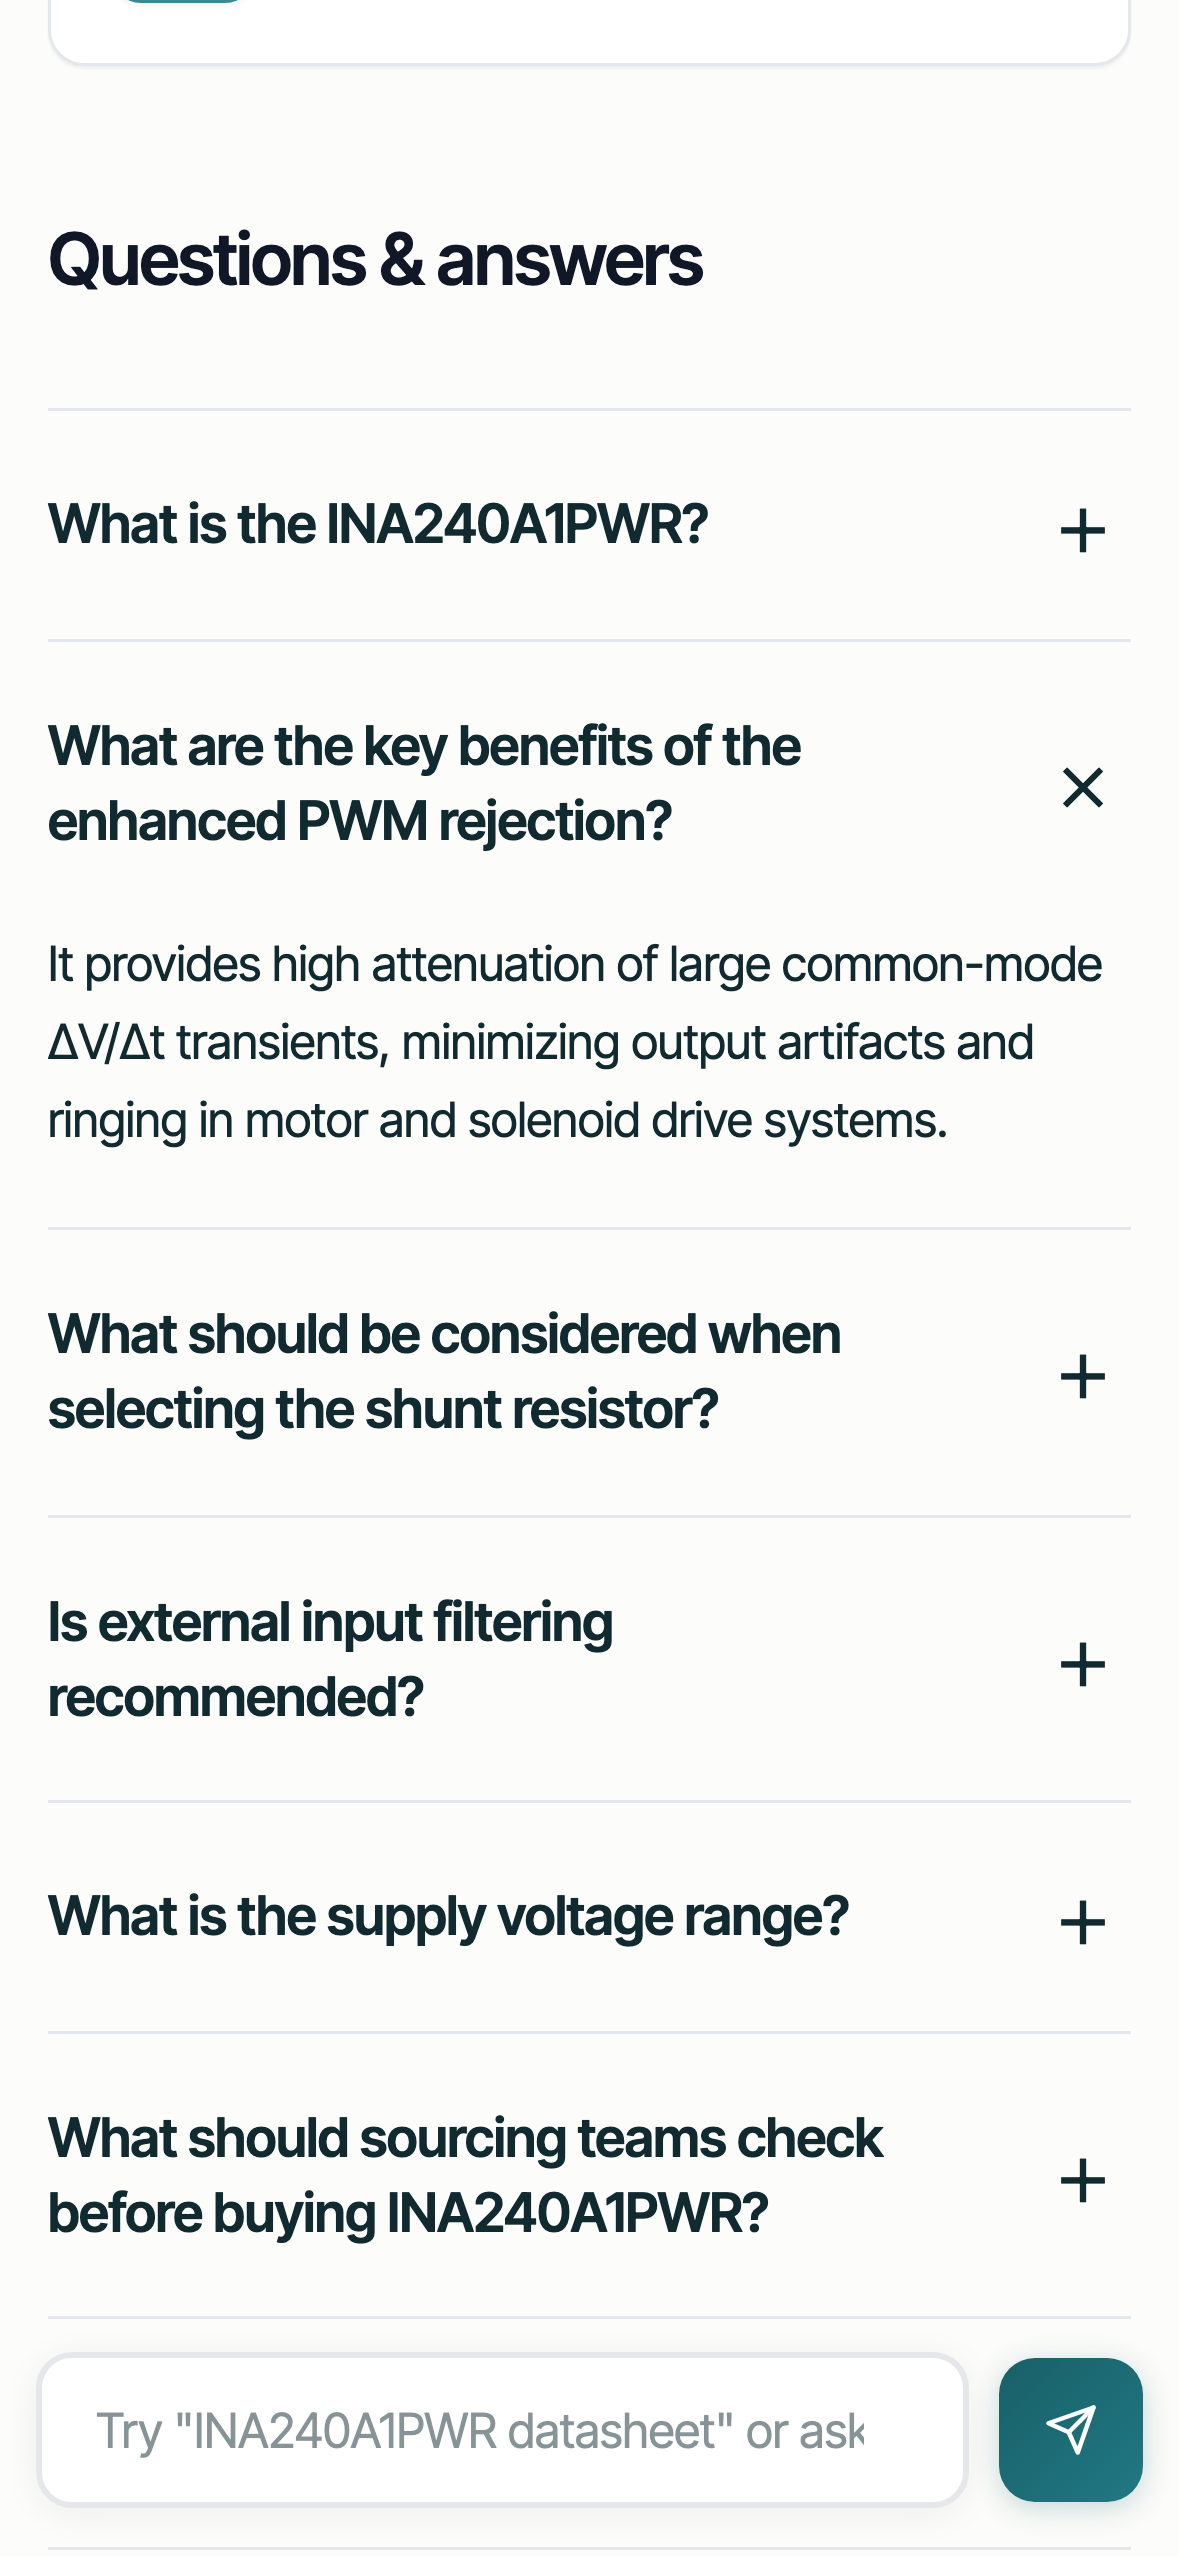 Questions & answers
What is the INA240A1PWR?
What are the key benefits of the
enhanced PWM rejection?
It provides high attenuation of large common-mode
ΔV/Δt transients, minimizing output artifacts and
ringing in motor and solenoid drive systems.
What should be considered when
selecting the shunt resistor?
Is external input filtering
recommended?
What is the supply voltage range?
What should sourcing teams check
before buying INA240A1PWR?
Try "INA240A1PWR datasheet" or ask